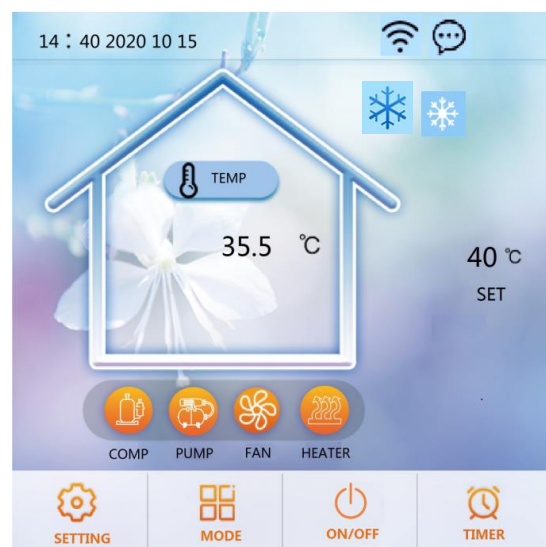 14：40 2020 10 15
TEMP
35.5 ℃
40 ℃
SET
COMP PUMP FAN HEATER
SETTING MODE ON/OFF TIMER